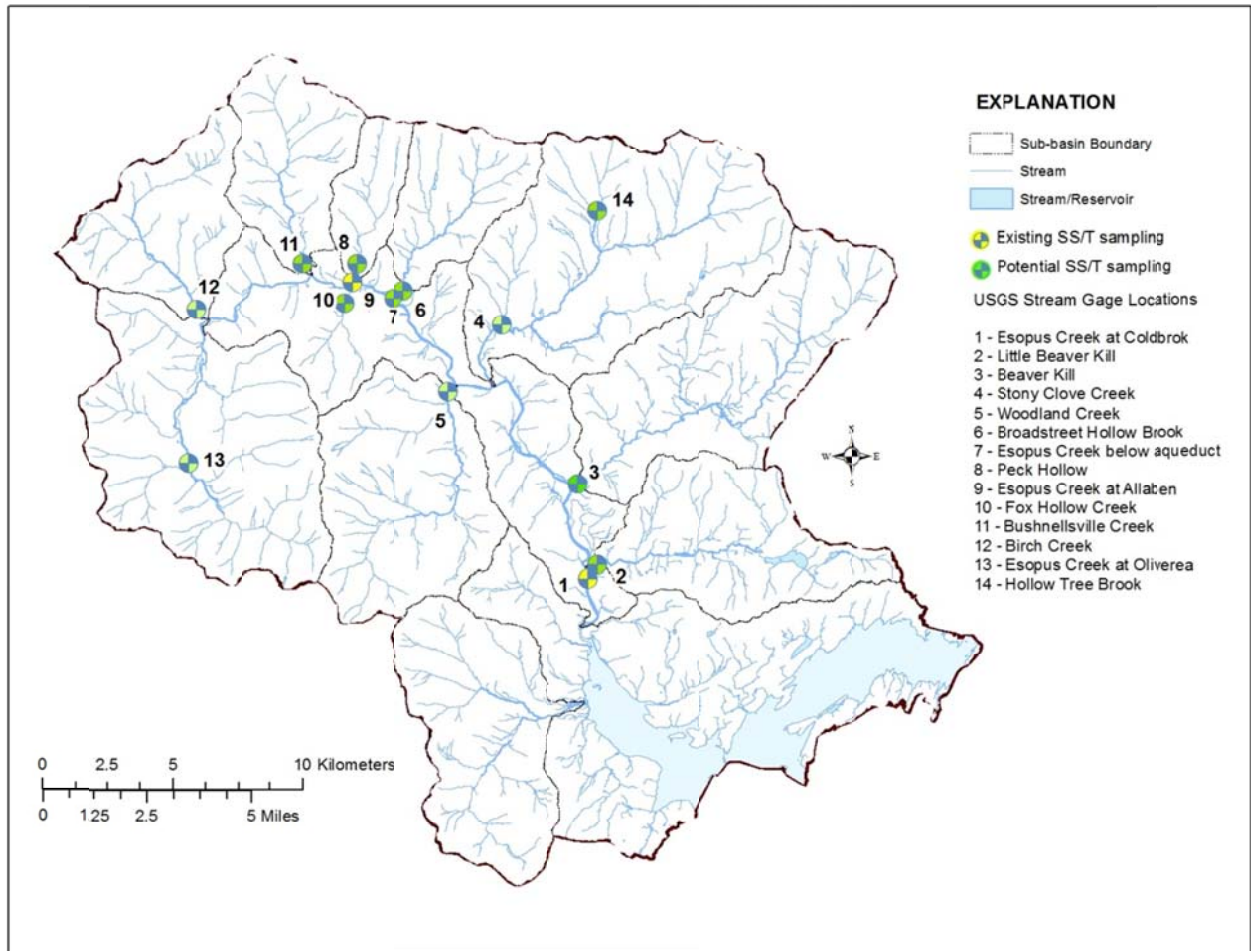 EXPLANATION
Sub-basin Boundary
Stream
Stream/Reservoir
Existing SS/T sampling
Potential SS/T sampling
USGS Stream Gage Locations
1 - Esopus Creek at Coldbrok
2 - Little Beaver Kill
3 - Beaver Kill
4 - Stony Clove Creek
5 - Woodland Creek
6 - Broadstreet Hollow Brook
7 - Esopus Creek below aqueduct
8 - Peck Hollow
9 - Esopus Creek at Allaben
10 - Fox Hollow Creek
11 - Bushnellsville Creek
12 - Birch Creek
13 - Esopus Creek at Oliverea
14 - Hollow Tree Brook
14
11
8
12
10
9
7
6
4
5
13
3
1
2
N
W E
S
0 2.5 5 10 Kilometers
0 1.25 2.5 5 Miles